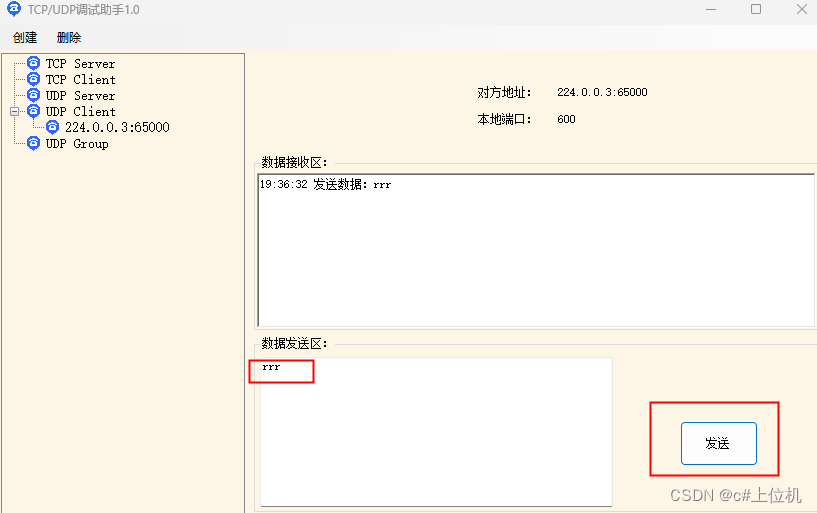 TCP/UDP调试助手1.0
创建 删除
TCP Server
TCP Client
UDP Server
UDP Client
224.0.0.3:65000
UDP Group
对方地址: 224.0.0.3:65000
本地端口: 600
数据接收区:
19:36:32 发送数据: rrr
数据发送区:
rrr
发送
CSDN @c#上位机